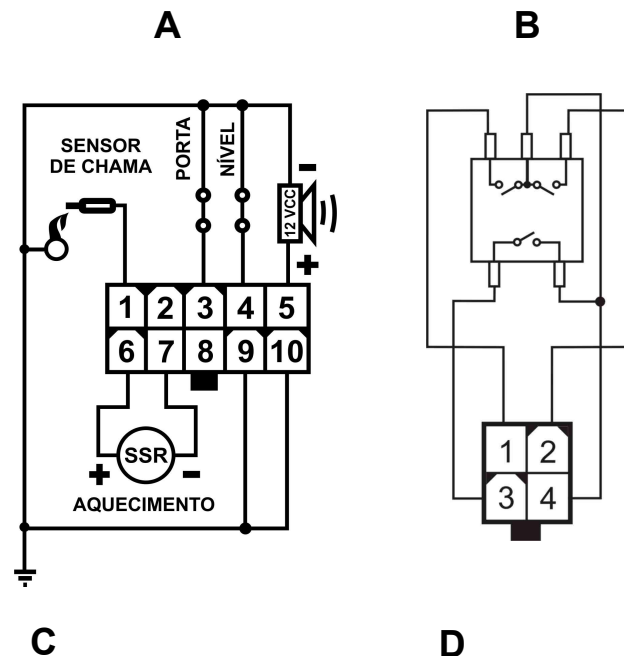 A
B
SENSOR
DE CHAMA
PORTA
NÍVEL
-
12 VCC
+
1 2 3 4 5
6 7 8 9 10
SSR
+ -
AQUECIMENTO
1 2
3 4
C
D